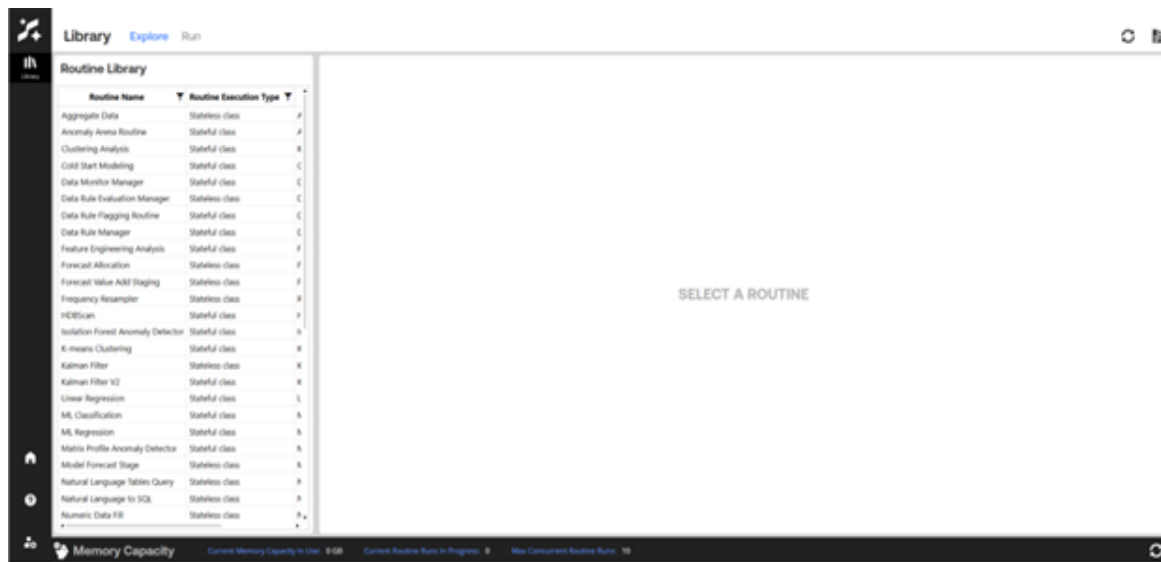 Library Explore Run
Library
Routine Library
Routine Name Routine Execution Type
Aggregate Data Stateless class A
Anomaly Arena Routine Stateful class A
Clustering Analysis Stateful class K
Cold Start Modeling Stateful class C
Data Monitor Manager Stateful class
Data Rule Evaluation Manager Stateless class
Data Rule Flagging Routine Stateful class
Data Rule Manager Stateful class
Feature Engineering Analysis Stateful class F
Forecast Allocation Stateless class F
Forecast Value Add Staging Stateless class F
Frequency Resampler Stateless class
HDBScan Stateful class
Isolation Forest Anomaly Detector Stateful class
K-means Clustering Stateful class K
Kalman Filter Stateless class K
Kalman Filter V2 Stateful class K
Linear Regression Stateful class L
ML Classification Stateful class
ML Regression Stateful class
Matrix Profile Anomaly Detector Stateful class
Model Forecast Stage Stateless class
Natural Language Tables Query Stateless class
Natural Language to SQL Stateless class
Numeric Data Fill Stateless class
SELECT A ROUTINE
Memory Capacity Current Memory Capacity In Use: 0 GB Current Routine Runs In Progress: 0 Max Concurrent Routine Runs: 10